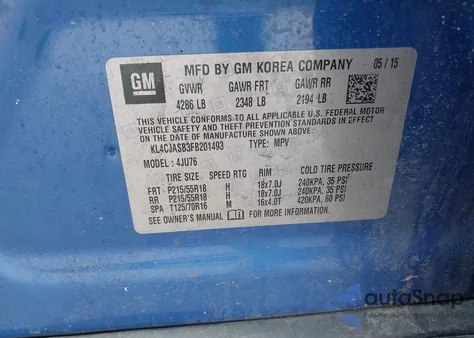 GM MFD BY GM KOREA COMPANY 05 / 15
GVWR GAWR FRT GAWR RR
4286 LB 2348 LB 2194 LB
THIS VEHICLE CONFORMS TO ALL APPLICABLE U.S. FEDERAL MOTOR
VEHICLE SAFETY, BUMPER, AND THEFT PREVENTION STANDARDS IN
EFFECT ON THE DATE OF MANUFACTURE SHOWN ABOVE.
KL4CJASB3FB201493 TYPE: MPV
MODEL: 4JU76
TIRE SIZE SPEED RTG RIM COLD TIRE PRESSURE
FRT P215/55R18 H 18x7.0J 240KPA, 35 PSI
RR P215/55R18 H 18x7.0J 240KPA, 35 PSI
SPA T125/70R16 M 16x4.0T 420KPA, 60 PSI
SEE OWNER'S MANUAL FOR MORE INFORMATION.
autoSnap